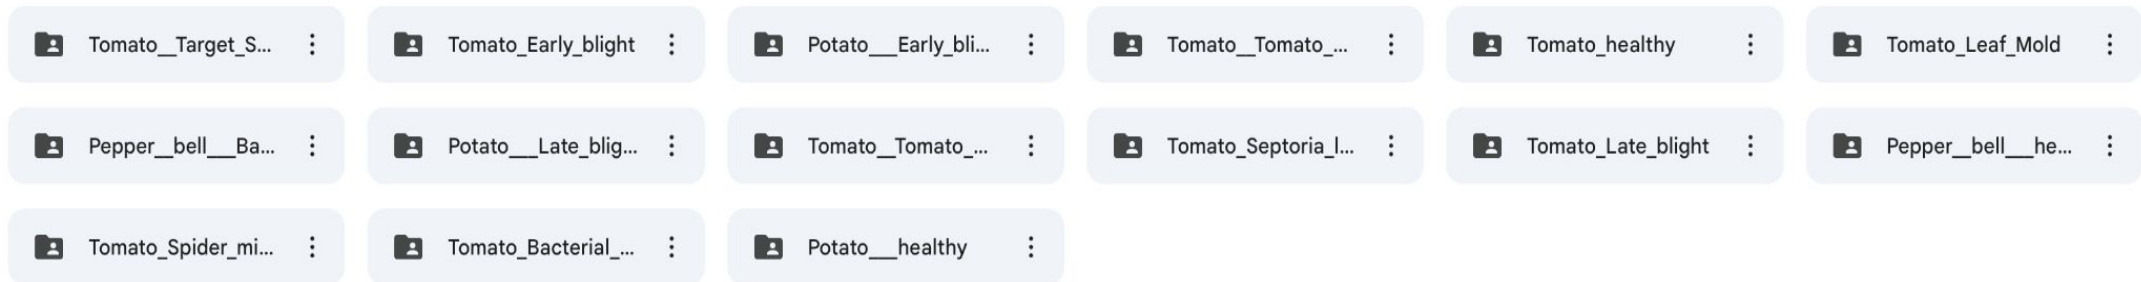 Tomato__Target_S... Tomato_Early_blight Potato___Early_bli... Tomato__Tomato_... Tomato_healthy Tomato_Leaf_Mold
Pepper__bell___Ba... Potato___Late_blig... Tomato__Tomato_... Tomato_Septoria_l... Tomato_Late_blight Pepper__bell___he...
Tomato_Spider_mi... Tomato_Bacterial_... Potato___healthy